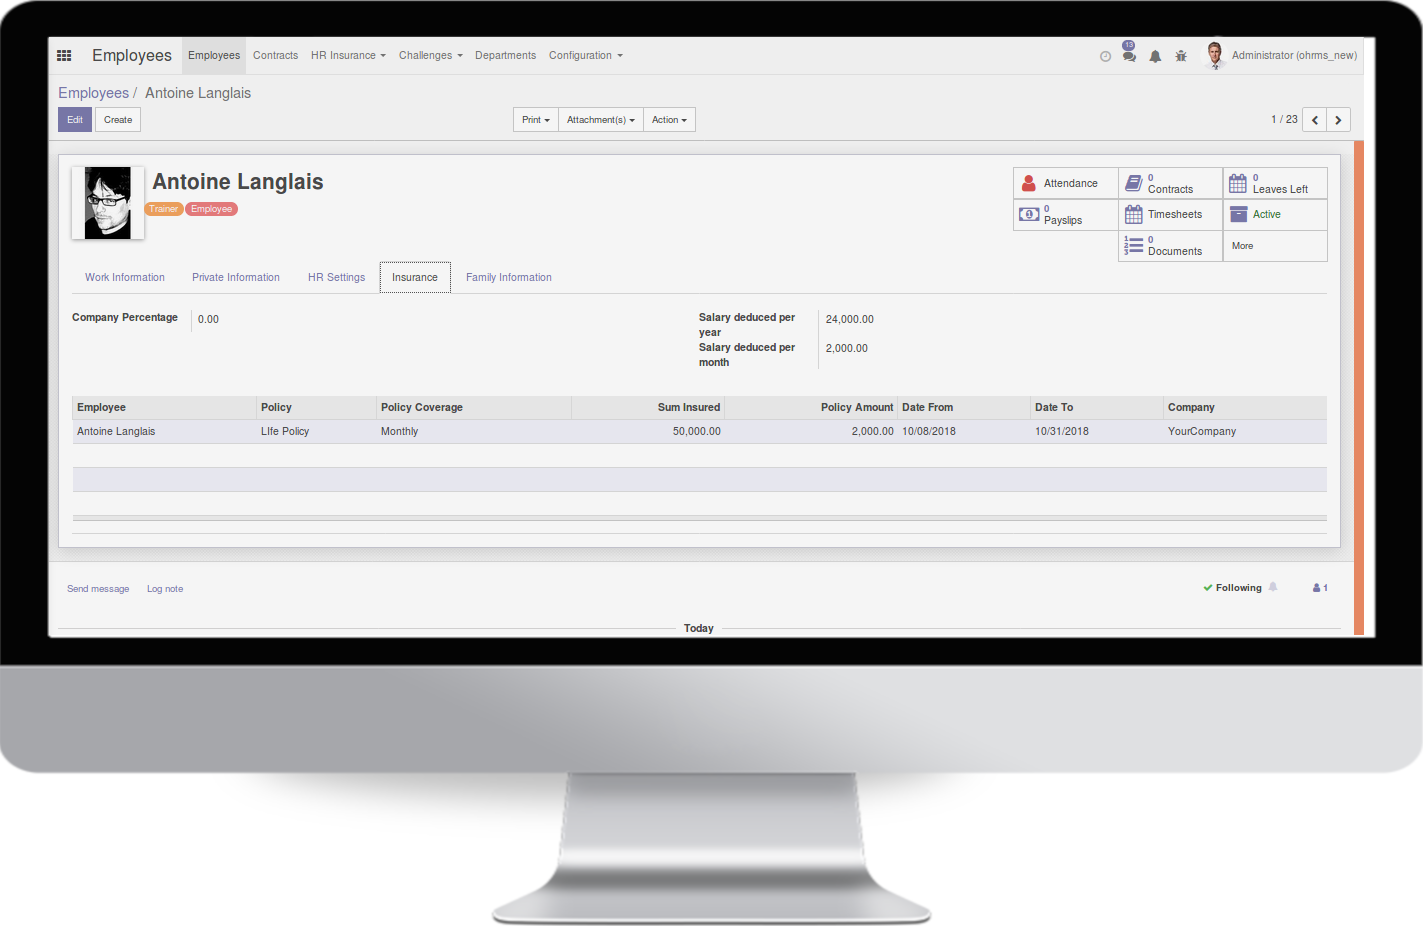 Employees Employees Contracts HR Insurance Challenges Departments Configuration 13 Administrator (ohrms_new)
Employees / Antoine Langlais
Edit Create Print Attachment(s) Action 1 / 23
Antoine Langlais
Trainer Employee
Attendance 0 Contracts 0 Leaves Left
0 Payslips Timesheets Active
0 Documents More
Work Information Private Information HR Settings Insurance Family Information
Company Percentage 0.00
Salary deduced per year 24,000.00
Salary deduced per month 2,000.00
Employee Policy Policy Coverage Sum Insured Policy Amount Date From Date To Company
Antoine Langlais LIfe Policy Monthly 50,000.00 2,000.00 10/08/2018 10/31/2018 YourCompany
Send message Log note Following 1
Today